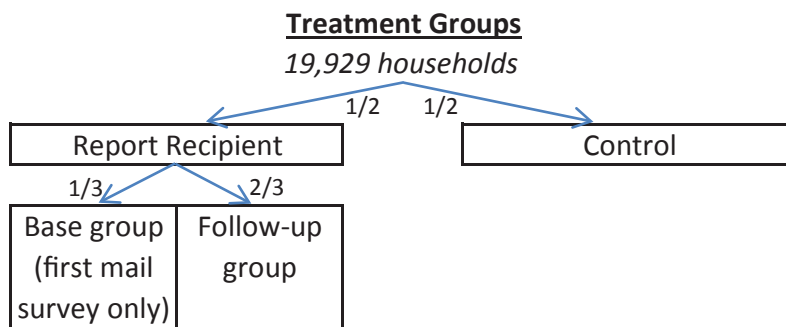 Treatment Groups
19,929 households
1/2 1/2
Report Recipient
Control
1/3 2/3
Base group
(first mail
survey only)
Follow-up
group